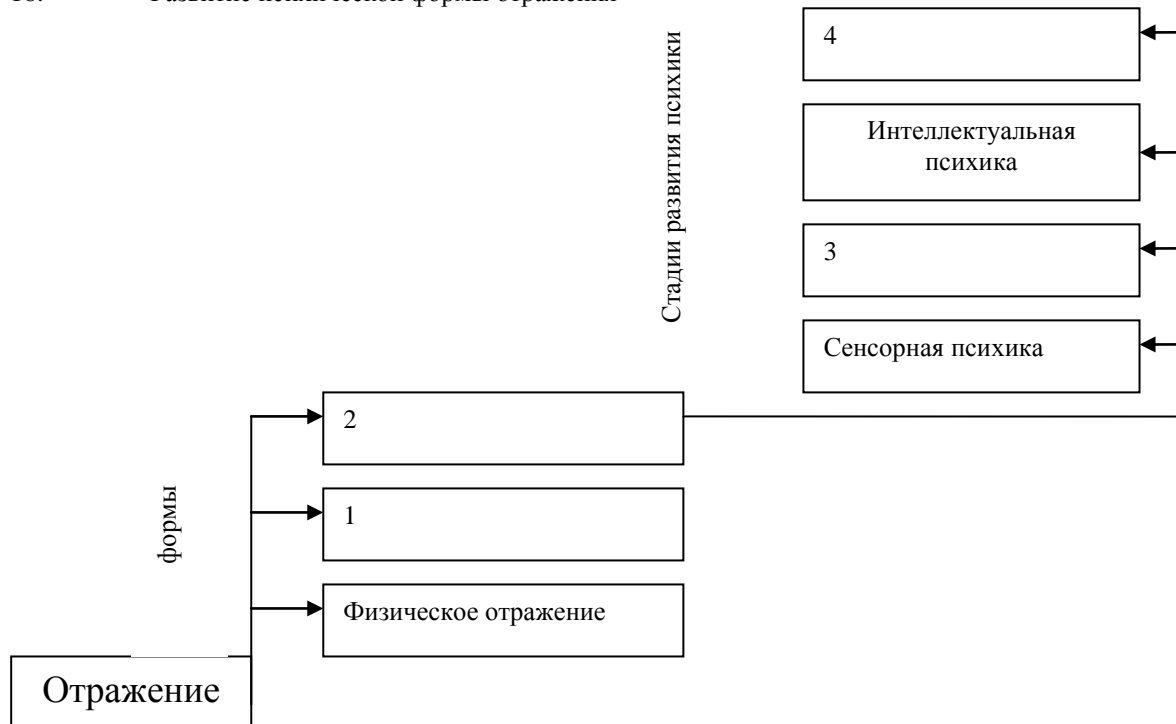 4
Стадии развития психики
Интеллектуальная
психика
3
Сенсорная психика
2
формы
1
Физическое отражение
Отражение